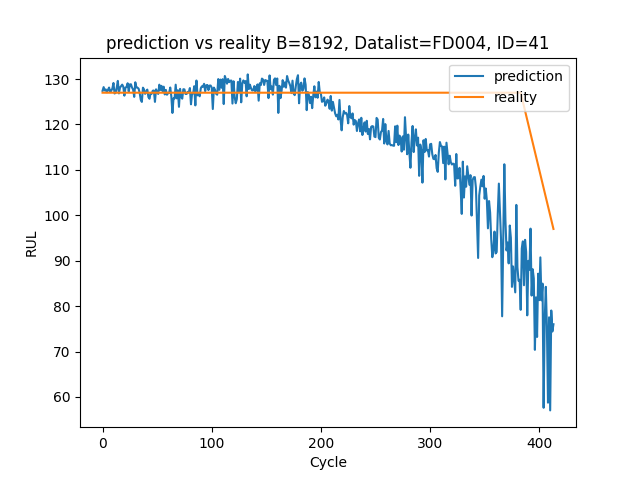 prediction vs reality B=8192, Datalist=FD004, ID=41
prediction
reality
130
120
110
100
90
80
70
60
RUL
0 100 200 300 400
Cycle